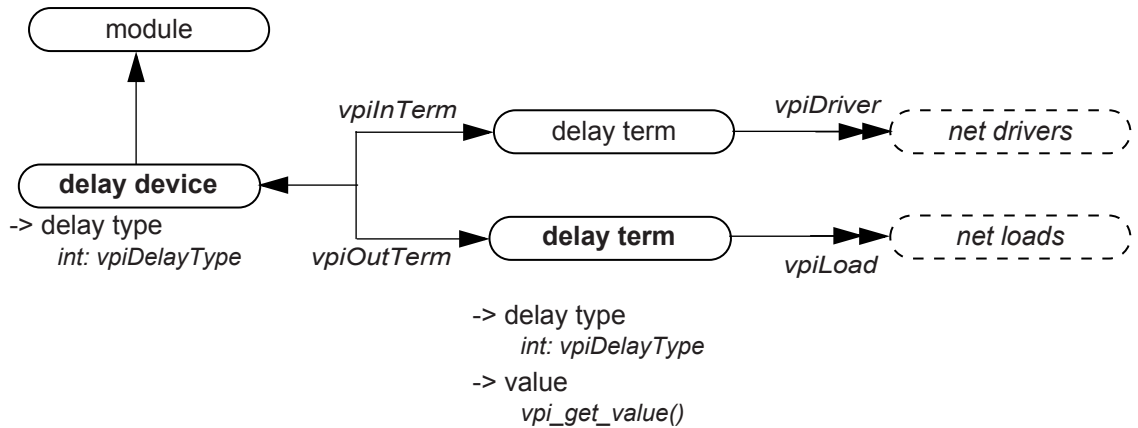 module
vpiInTerm
vpiDriver
delay term
net drivers
delay device
-> delay type
int: vpiDelayType
vpiOutTerm
delay term
vpiLoad
net loads
-> delay type
int: vpiDelayType
-> value
vpi_get_value()